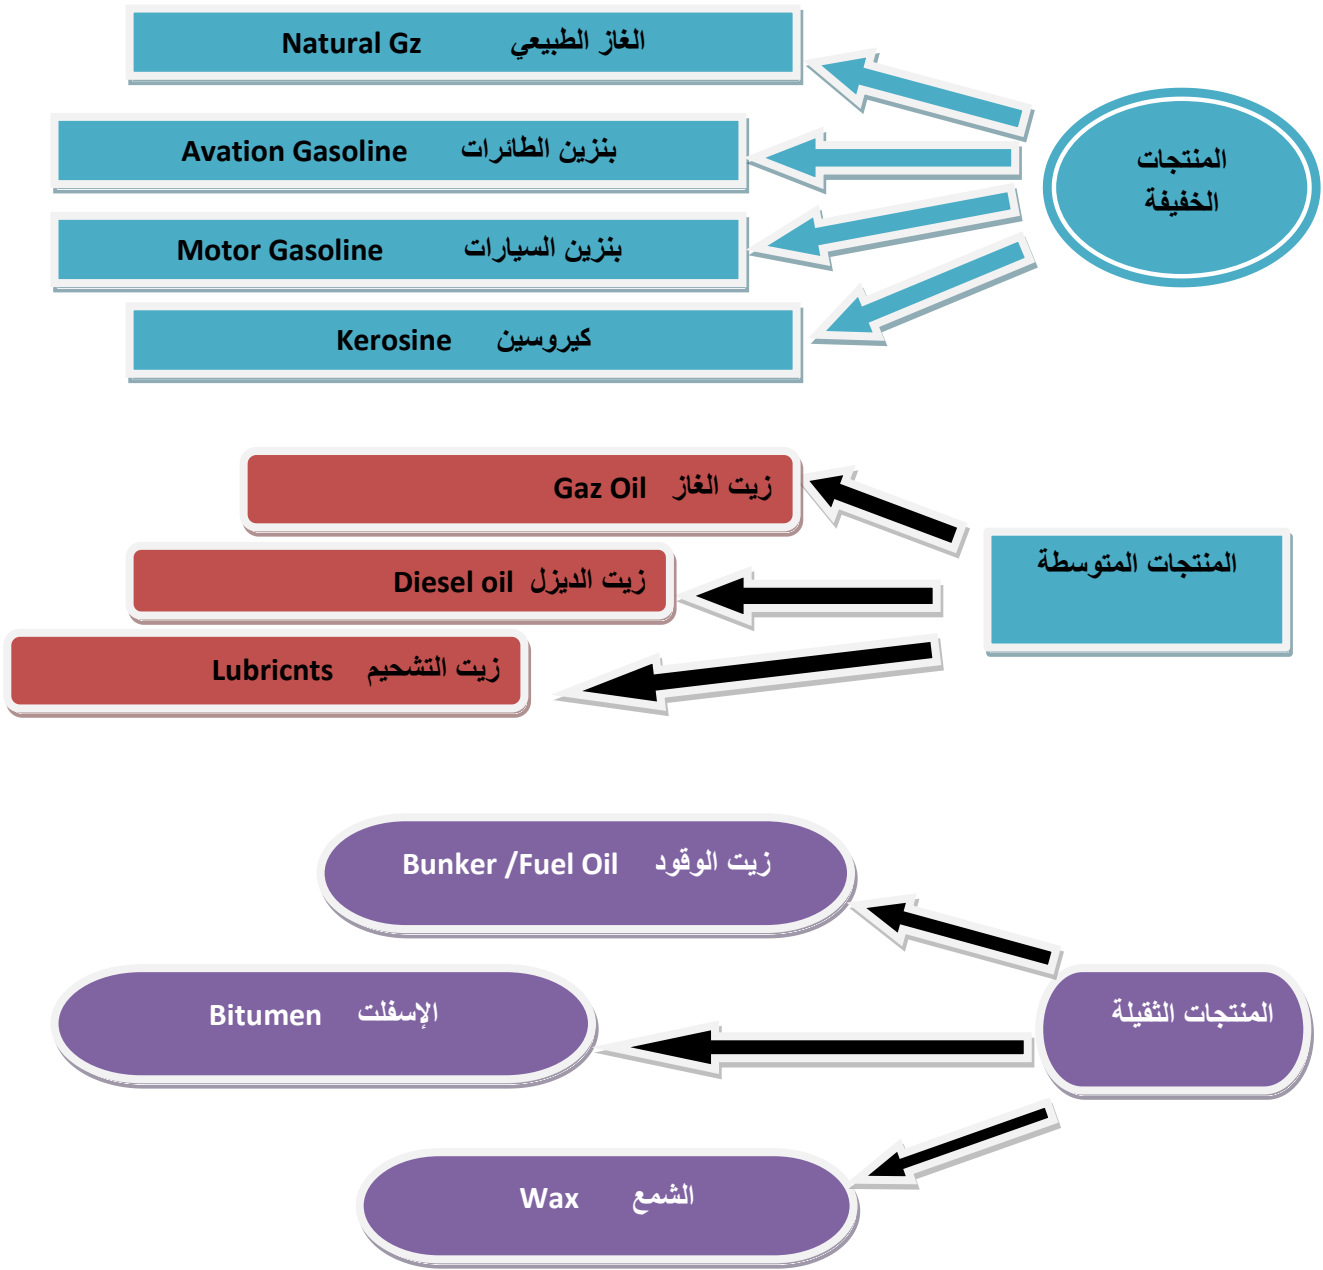 المنتجات
الخفيفة
الغاز الطبيعي Natural Gz
بنزين الطائرات Avation Gasoline
بنزين السيارات Motor Gasoline
كيروسين Kerosine
المنتجات المتوسطة
زيت الغاز Gaz Oil
زيت الديزل Diesel oil
زيت التشحيم Lubricnts
المنتجات الثقيلة
زيت الوقود Bunker /Fuel Oil
الإسفلت Bitumen
الشمع Wax